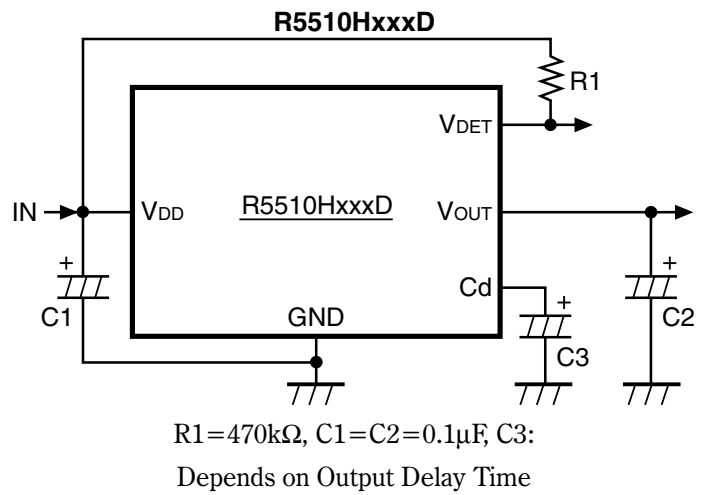 R5510HxxxD
R1
VDET
IN
VDD
R5510HxxxD
VOUT
+
C1
GND
Cd
+
C3
+
C2
R1=470kΩ, C1=C2=0.1μF, C3:
Depends on Output Delay Time